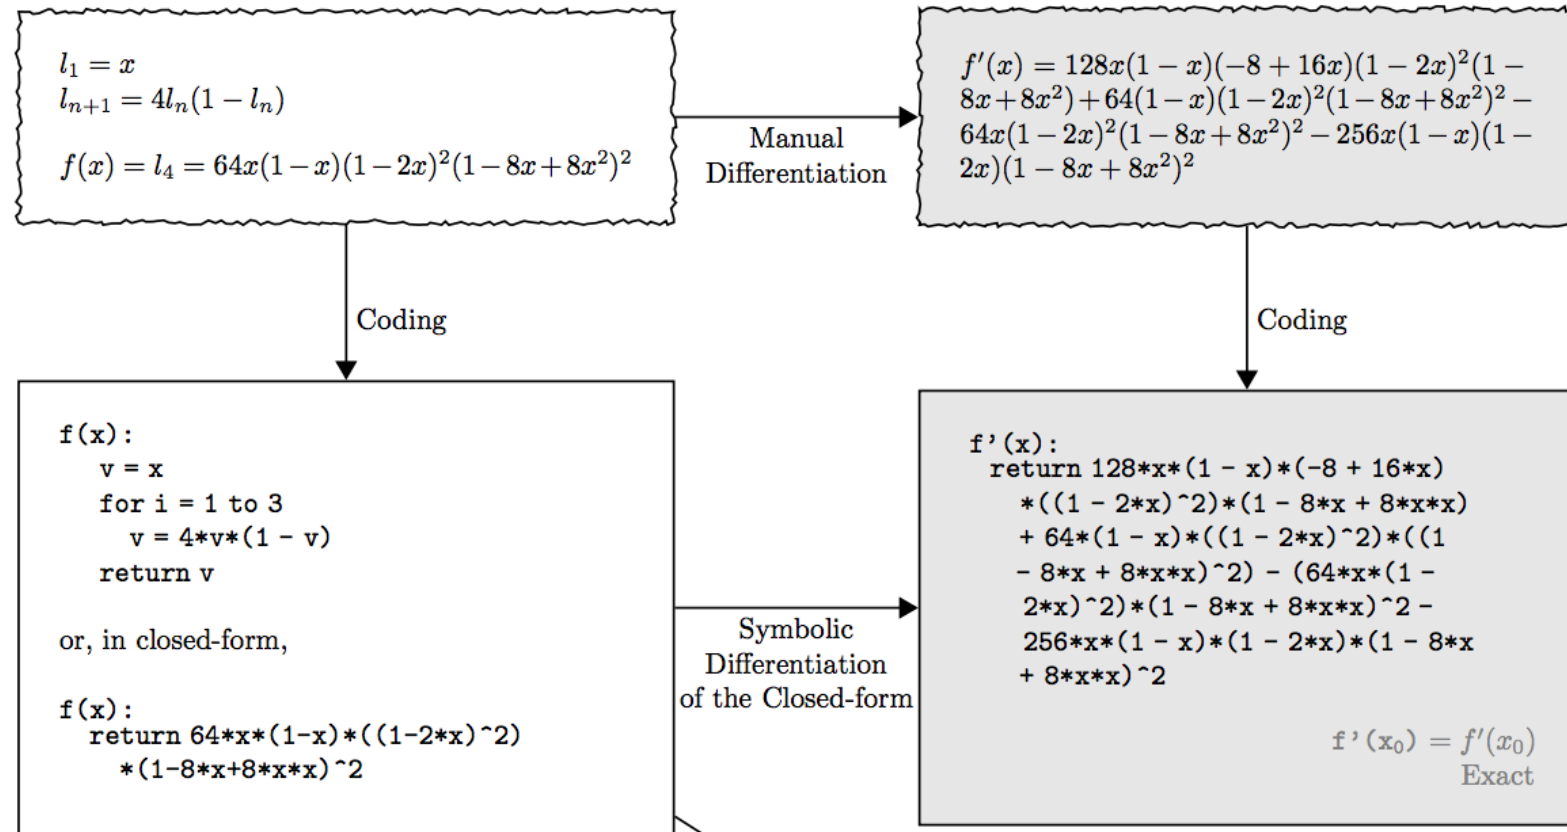 l₁ = x
lₙ₊₁ = 4lₙ(1 − lₙ)
f(x) = l₄ = 64x(1−x)(1−2x)²(1−8x+8x²)²
Manual
Differentiation
f′(x) = 128x(1 − x)(−8 + 16x)(1 − 2x)²(1 −
8x+8x²)+64(1−x)(1−2x)²(1−8x+8x²)² −
64x(1 − 2x)²(1 − 8x + 8x²)² − 256x(1 − x)(1 −
2x)(1 − 8x + 8x²)²
Coding
Coding
f(x):
v = x
for i = 1 to 3
v = 4*v*(1 - v)
return v
or, in closed-form,
f(x):
return 64*x*(1-x)*((1-2*x)^2)
*(1-8*x+8*x*x)^2
Symbolic
Differentiation
of the Closed-form
f’(x):
return 128*x*(1 - x)*(-8 + 16*x)
*((1 - 2*x)^2)*(1 - 8*x + 8*x*x)
+ 64*(1 - x)*((1 - 2*x)^2)*((1
- 8*x + 8*x*x)^2) - (64*x*(1 -
2*x)^2)*(1 - 8*x + 8*x*x)^2 -
256*x*(1 - x)*(1 - 2*x)*(1 - 8*x
+ 8*x*x)^2
f’(x₀) = f′(x₀)
Exact